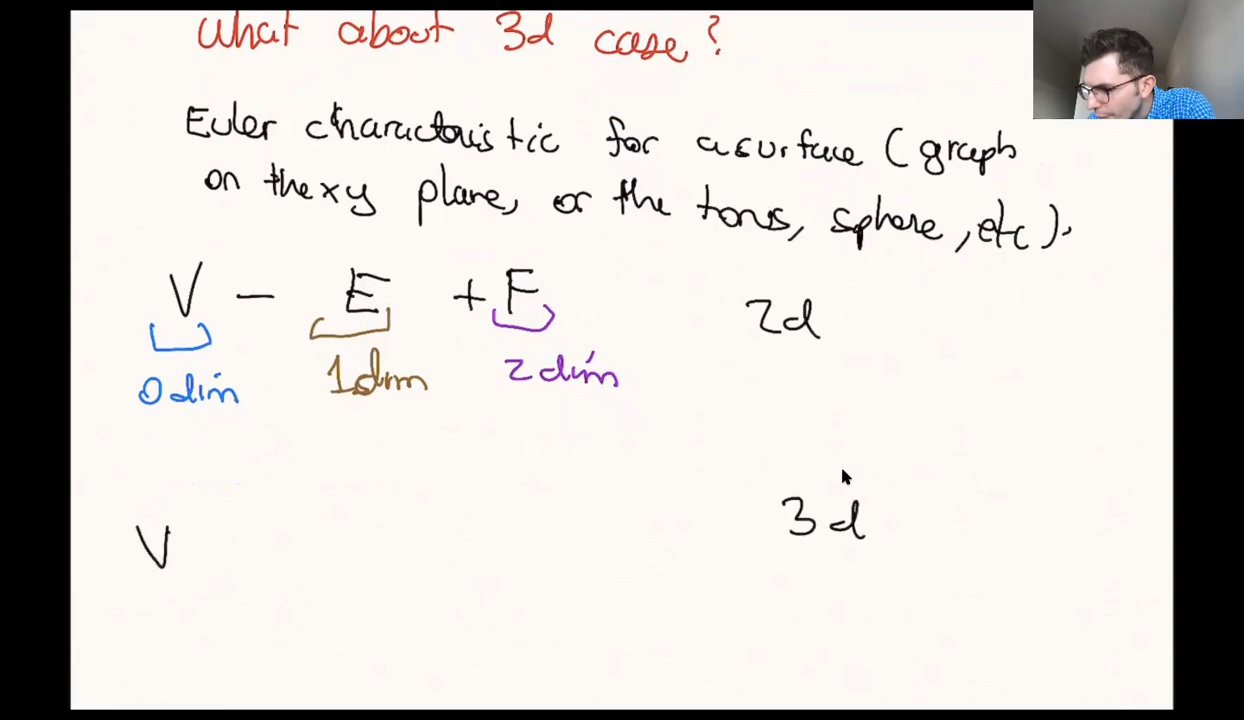 What about 3d case?
Euler characteristic for a surface (graph
on the xy plane, or the torus, sphere, etc).
V - E + F 2d
0 dim 1 dim 2 dim
V 3d